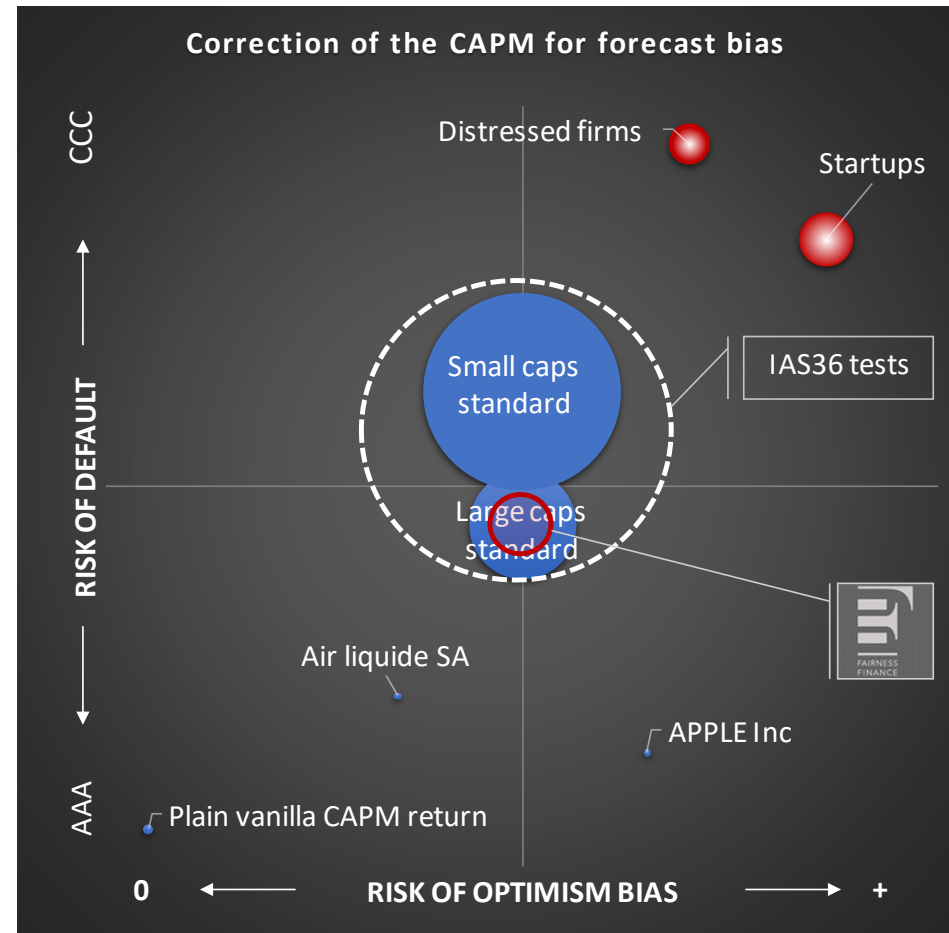 Correction of the CAPM for forecast bias
CCC
Distressed firms
Startups
Small caps
standard
IAS36 tests
RISK OF DEFAULT
Large caps
standard
FAIRNESS
FINANCE
Air liquide SA
APPLE Inc
AAA
Plain vanilla CAPM return
0
RISK OF OPTIMISM BIAS
+